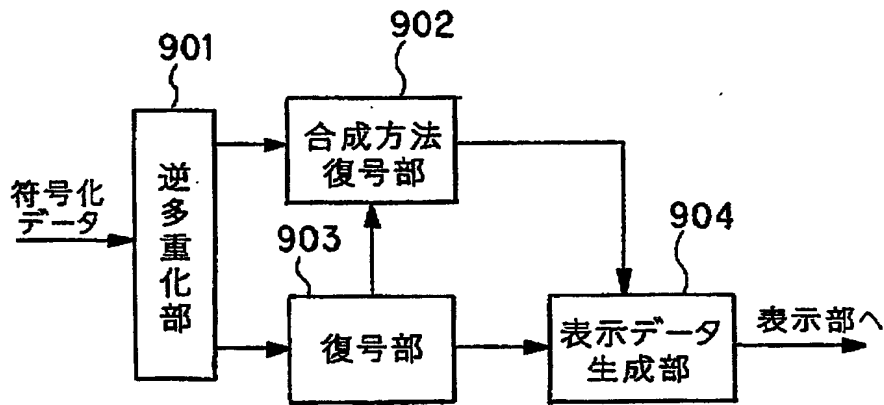 901
902
合成方法
復号部
符号化
データ
逆多重化部
903
復号部
904
表示データ
生成部
表示部へ